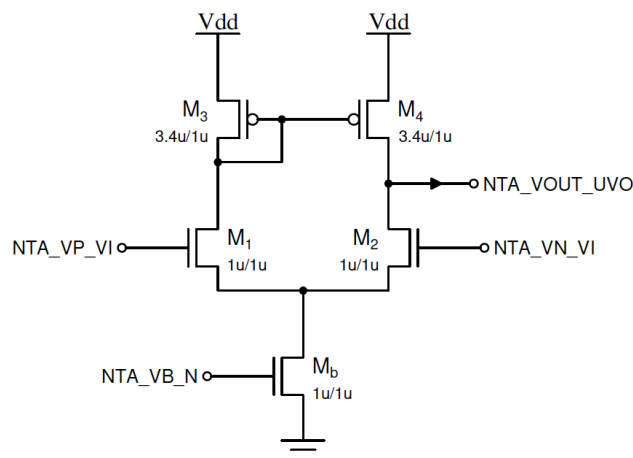 Vdd Vdd
M3 M4
3.4u/1u 3.4u/1u
NTA_VOUT_UVO
M1 M2
NTA_VP_VI NTA_VN_VI
1u/1u 1u/1u
Mb
NTA_VB_N
1u/1u